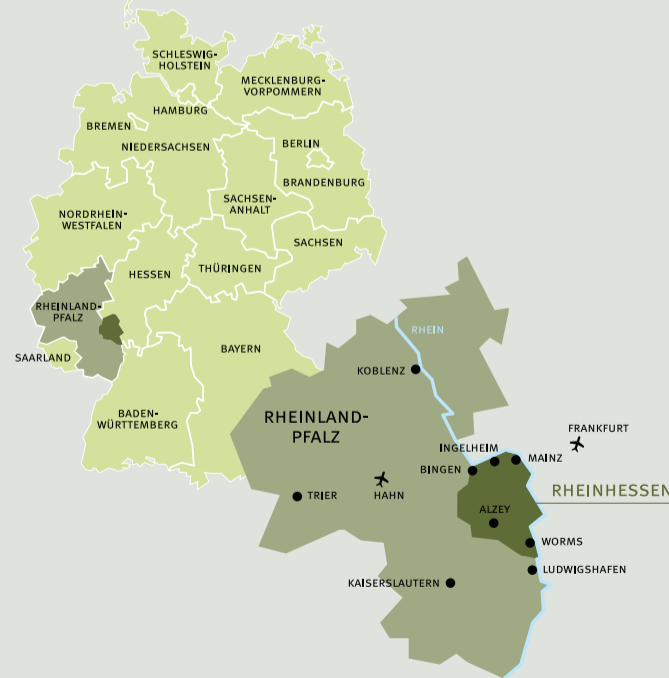 SCHLESWIG-
HOLSTEIN
MECKLENBURG-
VORPOMMERN
HAMBURG
BREMEN
NIEDERSACHSEN
BERLIN
BRANDENBURG
SACHSEN-
ANHALT
NORDRHEIN-
WESTFALEN
SACHSEN
HESSEN
THÜRINGEN
RHEINLAND-
PFALZ
SAARLAND
BAYERN
BADEN-
WÜRTTEMBERG
RHEIN
KOBLENZ
RHEINLAND-
PFALZ
FRANKFURT
INGELHEIM
MAINZ
BINGEN
HAHN
TRIER
RHEINHESSEN
ALZEY
WORMS
LUDWIGSHAFEN
KAISERSLAUTERN